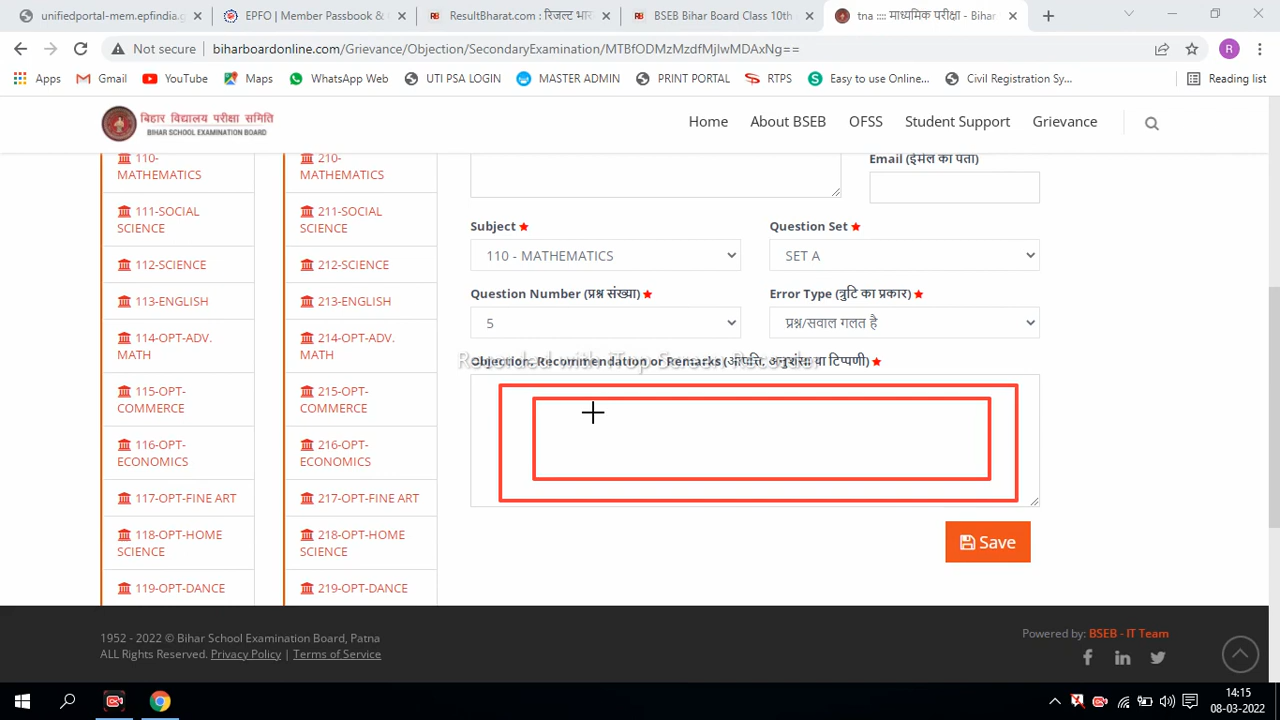 unifiedportal-mem.epfindia.g
EPFO | Member Passbook &
ResultBharat.com : रिजल्ट भार
BSEB Bihar Board Class 10th
tna :::: माध्यमिक परीक्षा - Bihar
Not secure
biharboardonline.com/Grievance/Objection/SecondaryExamination/MTBfODMzMzdfMjIwMDAxNg==
R
Apps
Gmail
YouTube
Maps
WhatsApp Web
UTI PSA LOGIN
MASTER ADMIN
PRINT PORTAL
RTPS
Easy to use Online...
Civil Registration Sy...
Reading list
बिहार विद्यालय परीक्षा समिति
BIHAR SCHOOL EXAMINATION BOARD
Home
About BSEB
OFSS
Student Support
Grievance
110-
MATHEMATICS
111-SOCIAL
SCIENCE
112-SCIENCE
113-ENGLISH
114-OPT-ADV.
MATH
115-OPT-
COMMERCE
116-OPT-
ECONOMICS
117-OPT-FINE ART
118-OPT-HOME
SCIENCE
119-OPT-DANCE
210-
MATHEMATICS
211-SOCIAL
SCIENCE
212-SCIENCE
213-ENGLISH
214-OPT-ADV.
MATH
215-OPT-
COMMERCE
216-OPT-
ECONOMICS
217-OPT-FINE ART
218-OPT-HOME
SCIENCE
219-OPT-DANCE
Email (ईमेल का पता)
Subject
Question Set
110 - MATHEMATICS
SET A
Question Number (प्रश्न संख्या)
Error Type (त्रुटि का प्रकार)
5
प्रश्न/सवाल गलत है
Recorded with iTop Screen Recorder
Objection, Recommendation or Remarks (आपत्ति, अनुशंसा या टिप्पणी)
Save
1952 - 2022 © Bihar School Examination Board, Patna
ALL Rights Reserved. Privacy Policy | Terms of Service
Powered by: BSEB - IT Team
14:15
08-03-2022